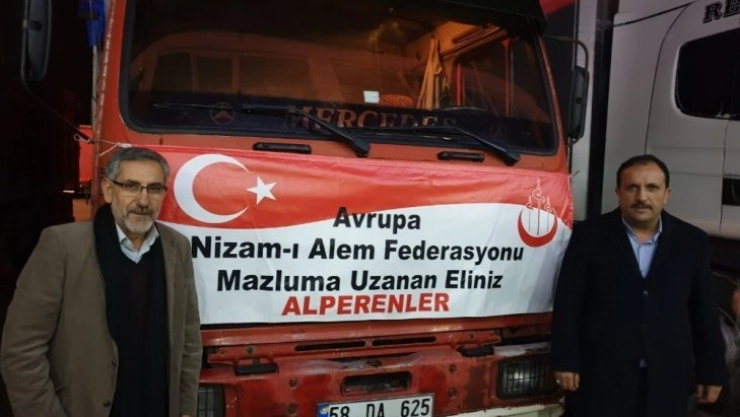 MERCEDES
Avrupa
Nizam-ı Alem Federasyonu
Mazluma Uzanan Eliniz
ALPERENLER
58 DA 625